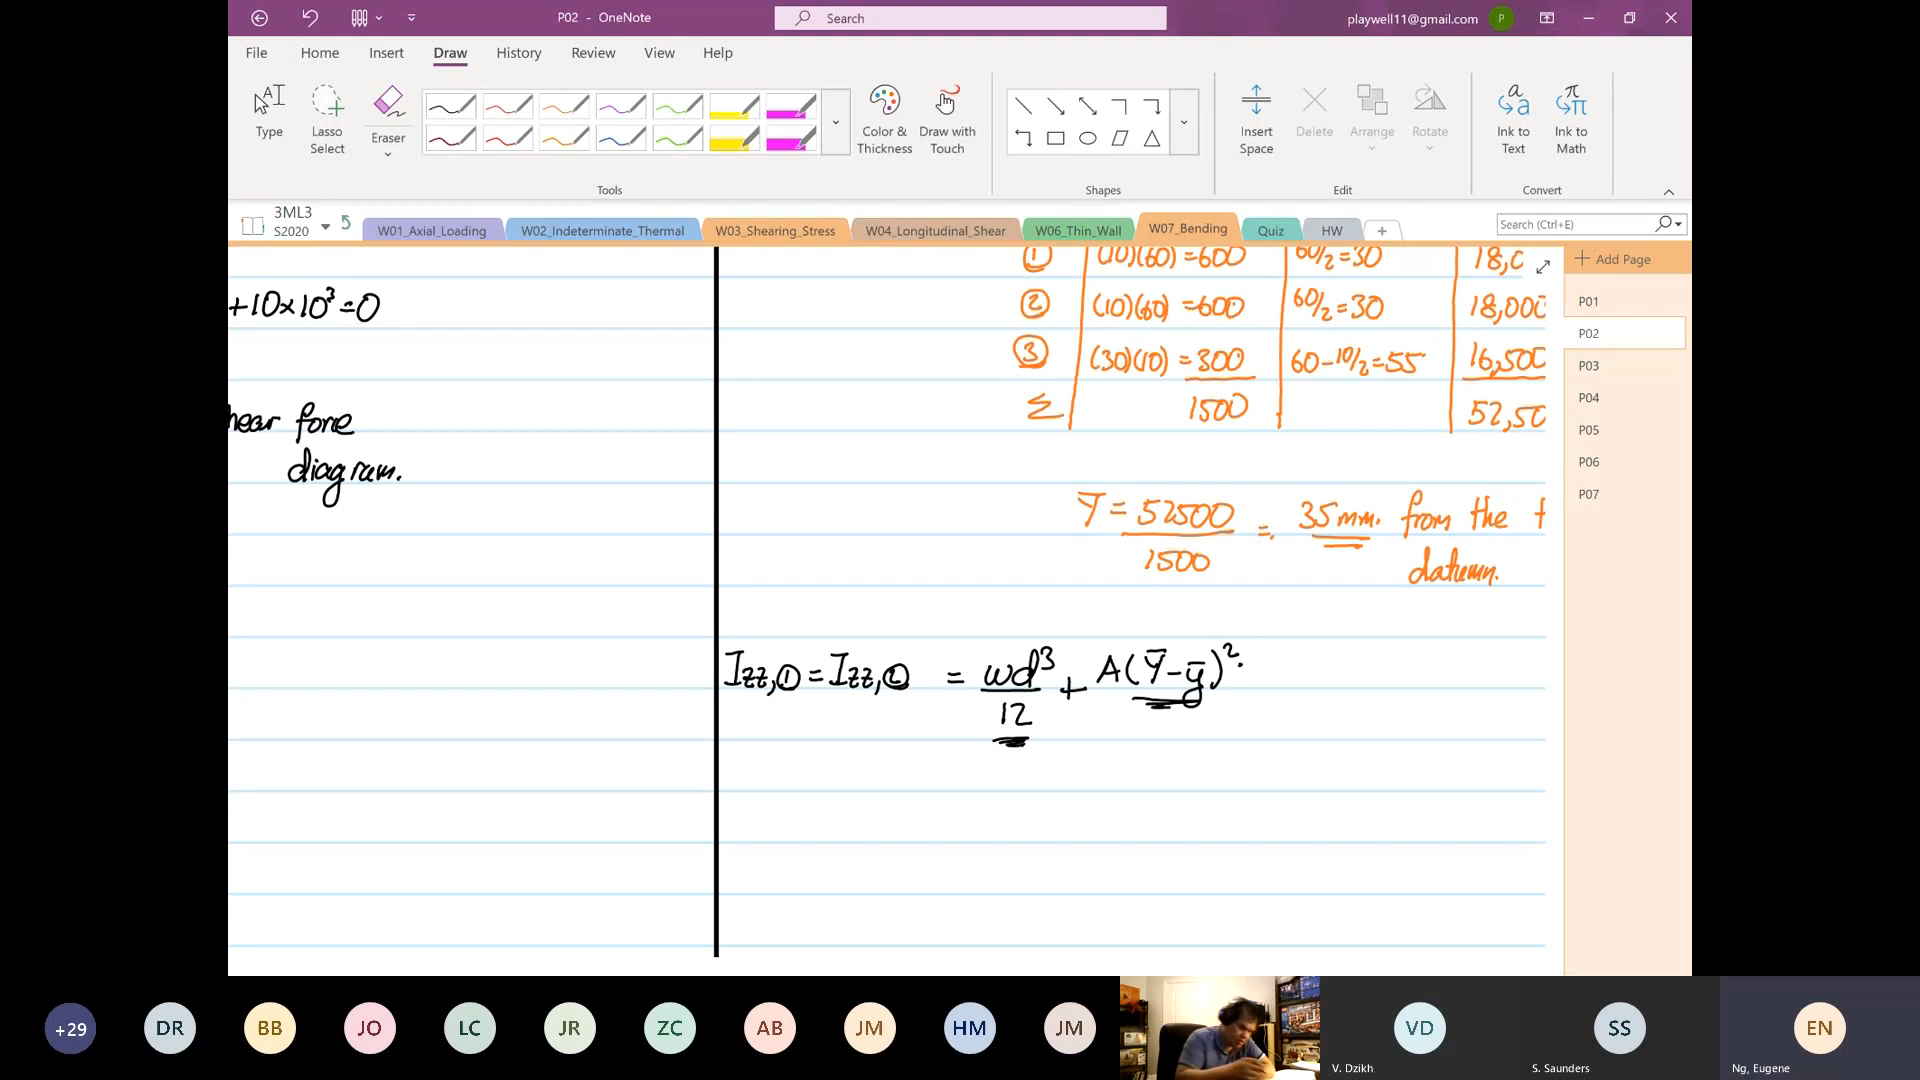 P02 - OneNote
Search
playwell11@gmail.com
P
File Home Insert Draw History Review View Help
Type
Lasso Select
Eraser
Color & Thickness
Draw with Touch
Insert Space
Delete
Arrange
Rotate
Ink to Text
Ink to Math
Tools
Shapes
Edit
Convert
3ML3 S2020
W01_Axial_Loading W02_Indeterminate_Thermal W03_Shearing_Stress W04_Longitudinal_Shear W06_Thin_Wall W07_Bending Quiz HW
Search (Ctrl+E)
Add Page
P01
P02
P03
P04
P05
P06
P07
+10×10³=0
hear force
diagram.
① (10)(60)=600 60/2=30 18,0
② (10)(60)=600 60/2=30 18,000
③ (30)(10)=300 60-10/2=55 16,500
Σ 1500 52,50
Ȳ = 52500 / 1500 = 35mm. from the t
datum.
Izz,① = Izz,② = wd³/12 + A(Ȳ-ȳ)²
+29 DR BB JO LC JR ZC AB JM HM JM VD SS EN
V. Dzikh
S. Saunders
Ng, Eugene